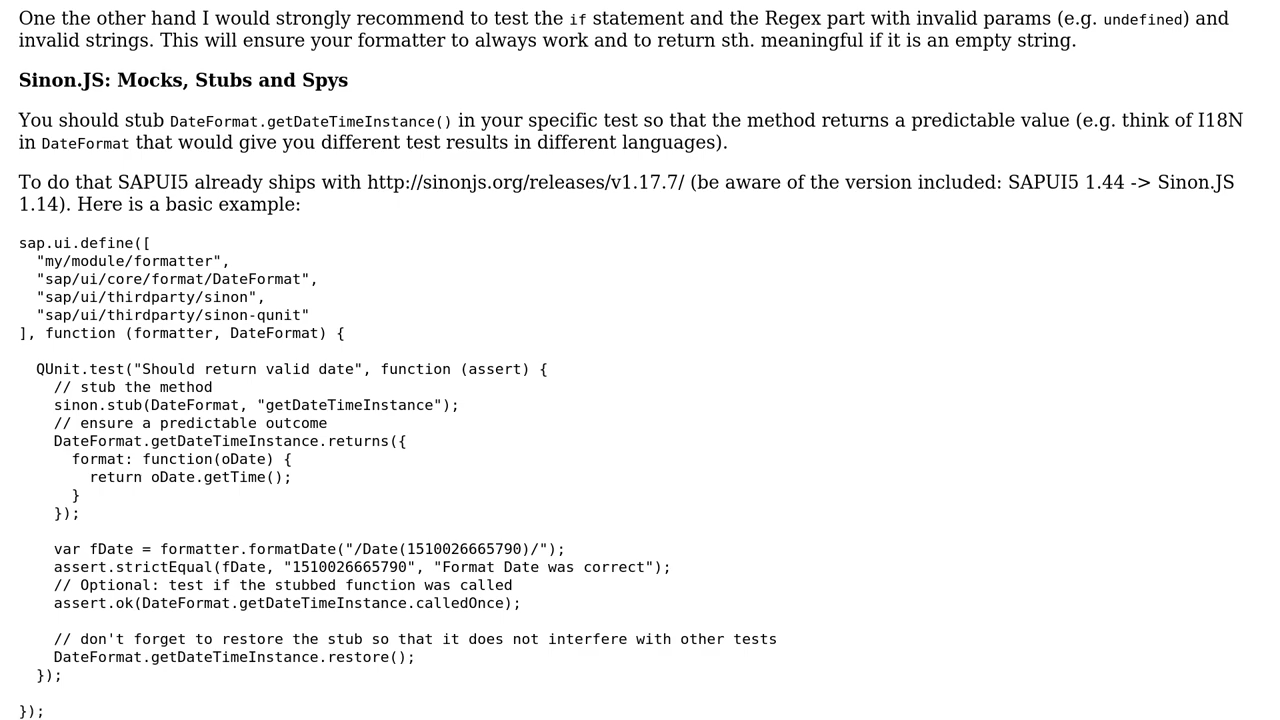 One the other hand I would strongly recommend to test the if statement and the Regex part with invalid params (e.g. undefined) and
invalid strings. This will ensure your formatter to always work and to return sth. meaningful if it is an empty string.
Sinon.JS: Mocks, Stubs and Spys
You should stub DateFormat.getDateTimeInstance() in your specific test so that the method returns a predictable value (e.g. think of I18N
in DateFormat that would give you different test results in different languages).
To do that SAPUI5 already ships with http://sinonjs.org/releases/v1.17.7/ (be aware of the version included: SAPUI5 1.44 -> Sinon.JS
1.14). Here is a basic example:
sap.ui.define([
  "my/module/formatter",
  "sap/ui/core/format/DateFormat",
  "sap/ui/thirdparty/sinon",
  "sap/ui/thirdparty/sinon-qunit"
], function (formatter, DateFormat) {
  QUnit.test("Should return valid date", function (assert) {
    // stub the method
    sinon.stub(DateFormat, "getDateTimeInstance");
    // ensure a predictable outcome
    DateFormat.getDateTimeInstance.returns({
      format: function(oDate) {
        return oDate.getTime();
      }
    });
    var fDate = formatter.formatDate("/Date(1510026665790)/");
    assert.strictEqual(fDate, "1510026665790", "Format Date was correct");
    // Optional: test if the stubbed function was called
    assert.ok(DateFormat.getDateTimeInstance.calledOnce);
    // don't forget to restore the stub so that it does not interfere with other tests
    DateFormat.getDateTimeInstance.restore();
  });
});